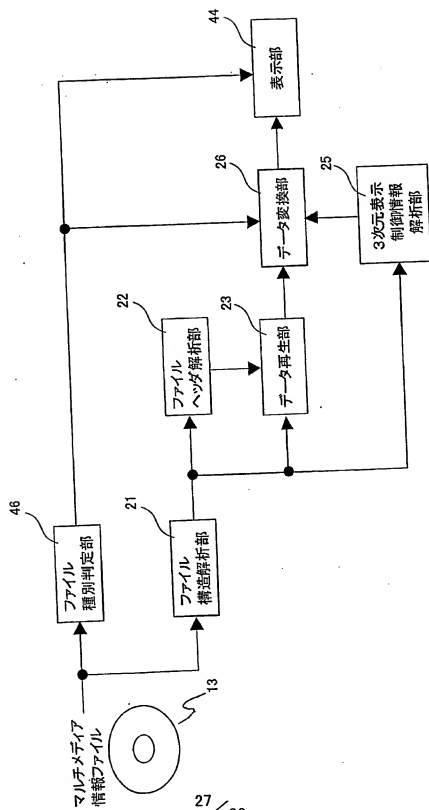 マルチメディア
情報ファイル
13
46
ファイル
種別判定部
21
ファイル
構造解析部
22
ファイル
ヘッダ解析部
23
データ再生部
26
データ変換部
25
3次元表示
制御情報
解析部
44
表示部
27/